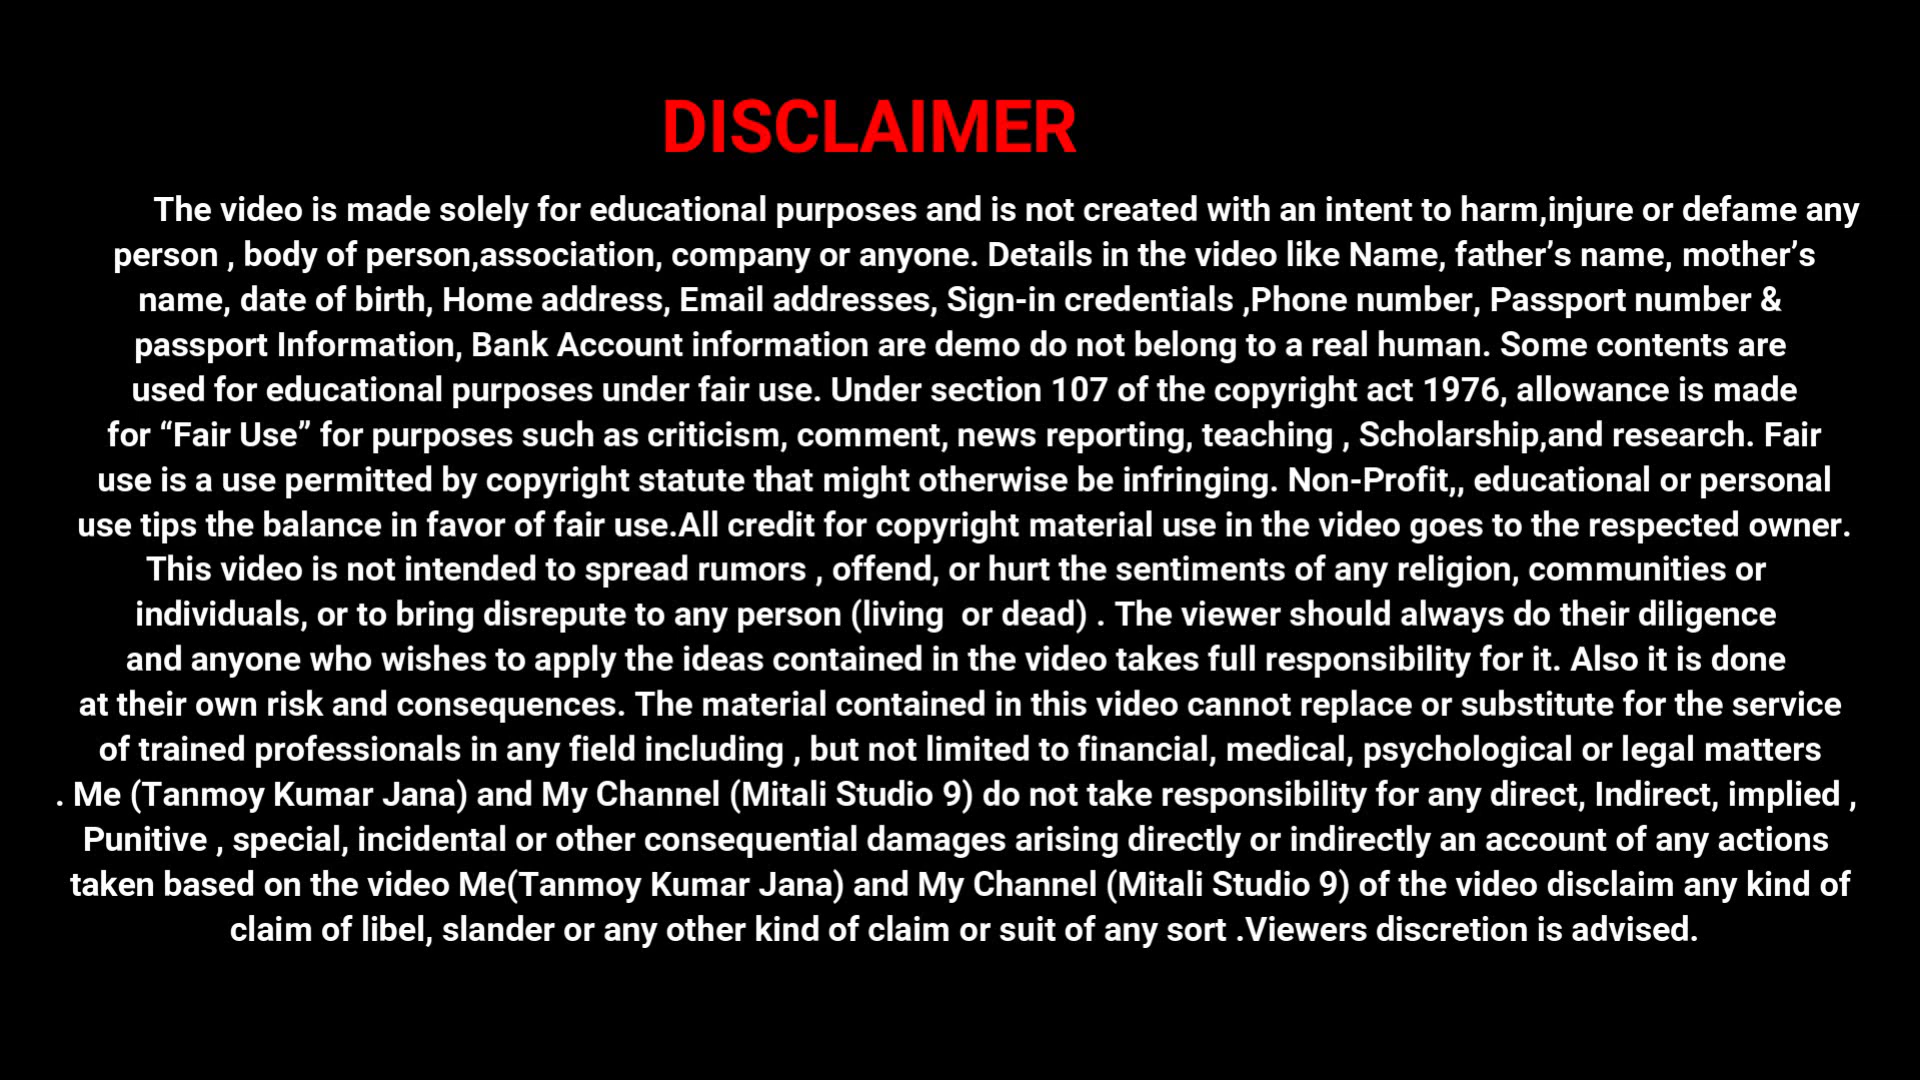 DISCLAIMER
The video is made solely for educational purposes and is not created with an intent to harm,injure or defame any
person , body of person,association, company or anyone. Details in the video like Name, father’s name, mother’s
name, date of birth, Home address, Email addresses, Sign-in credentials ,Phone number, Passport number &
passport Information, Bank Account information are demo do not belong to a real human. Some contents are
used for educational purposes under fair use. Under section 107 of the copyright act 1976, allowance is made
for “Fair Use” for purposes such as criticism, comment, news reporting, teaching , Scholarship,and research. Fair
use is a use permitted by copyright statute that might otherwise be infringing. Non-Profit,, educational or personal
use tips the balance in favor of fair use.All credit for copyright material use in the video goes to the respected owner.
This video is not intended to spread rumors , offend, or hurt the sentiments of any religion, communities or
individuals, or to bring disrepute to any person (living  or dead) . The viewer should always do their diligence
and anyone who wishes to apply the ideas contained in the video takes full responsibility for it. Also it is done
at their own risk and consequences. The material contained in this video cannot replace or substitute for the service
of trained professionals in any field including , but not limited to financial, medical, psychological or legal matters
. Me (Tanmoy Kumar Jana) and My Channel (Mitali Studio 9) do not take responsibility for any direct, Indirect, implied ,
Punitive , special, incidental or other consequential damages arising directly or indirectly an account of any actions
taken based on the video Me(Tanmoy Kumar Jana) and My Channel (Mitali Studio 9) of the video disclaim any kind of
claim of libel, slander or any other kind of claim or suit of any sort .Viewers discretion is advised.